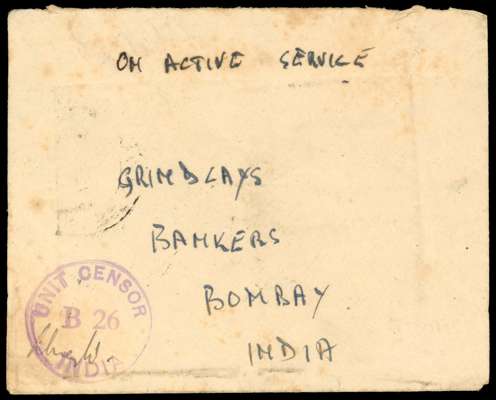 ON ACTIVE SERVICE
GRINDLAYS
BANKERS
BOMBAY
INDIA
UNIT CENSOR
B 26
INDIA